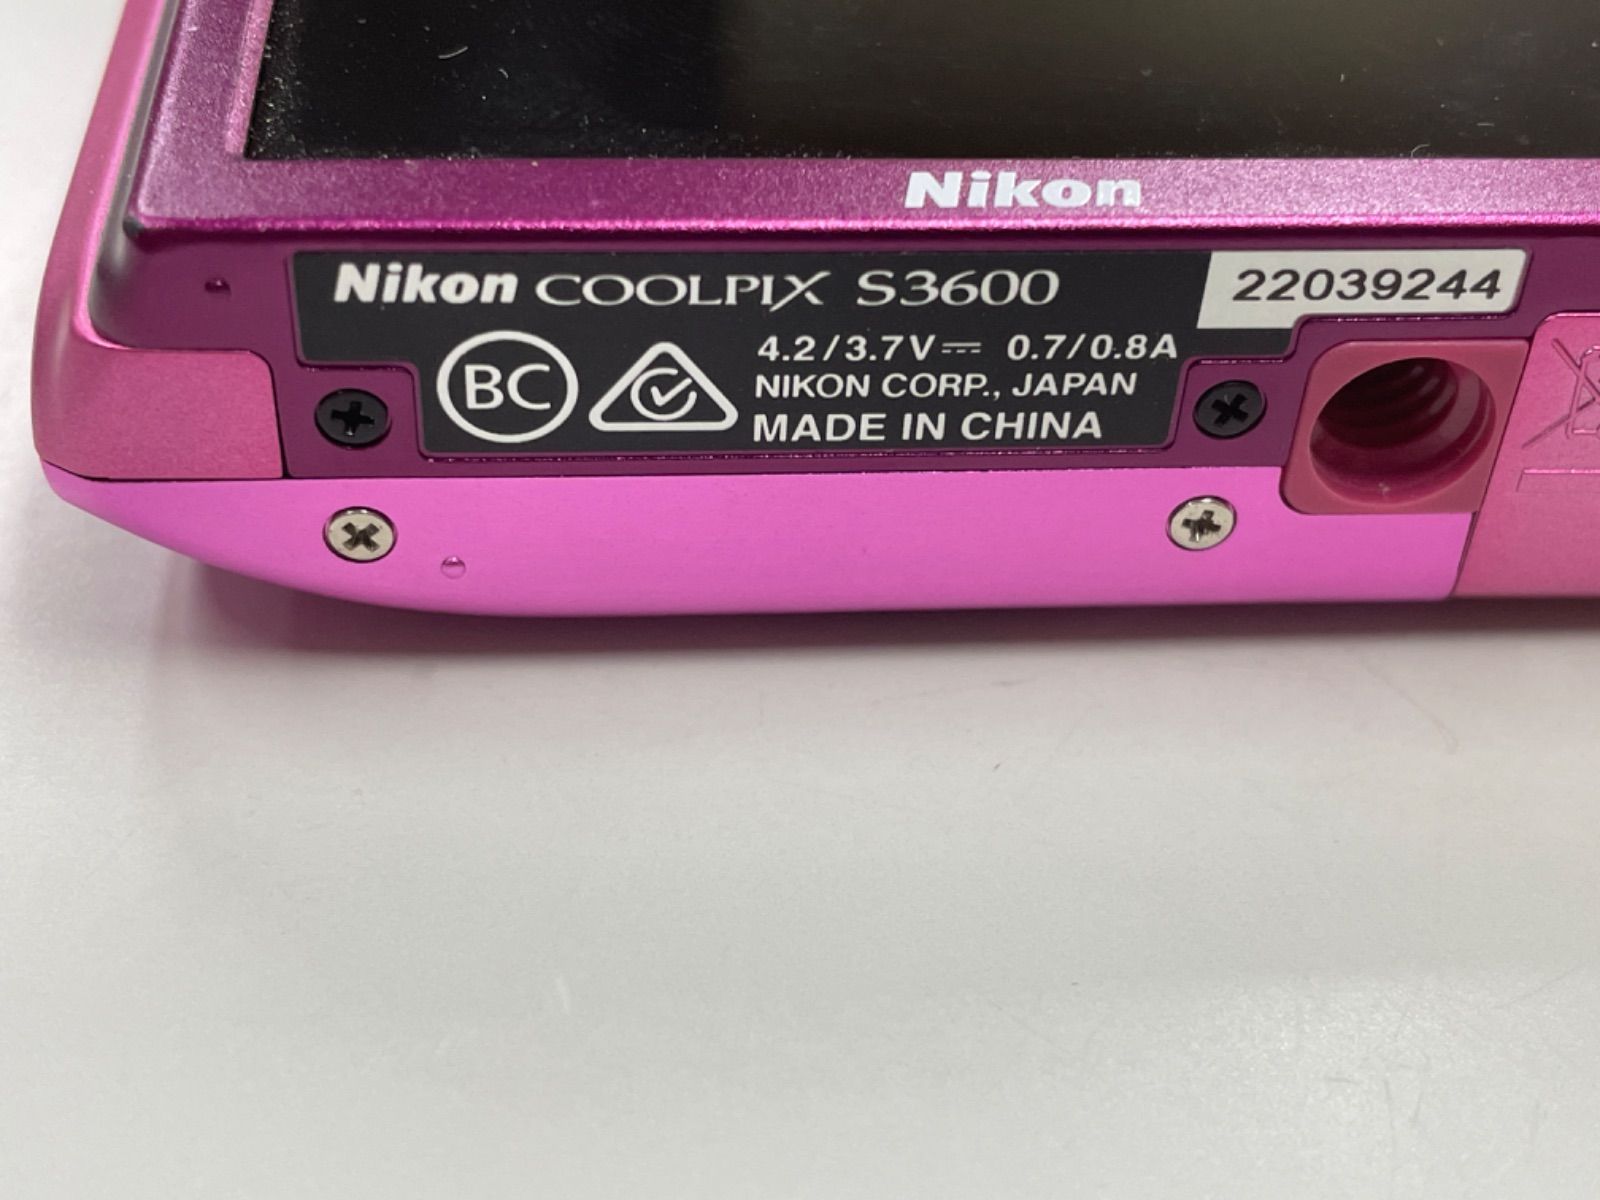 Nikon
Nikon COOLPIX S3600 22039244
BC 4.2/3.7V⎓ 0.7/0.8A
NIKON CORP., JAPAN
MADE IN CHINA